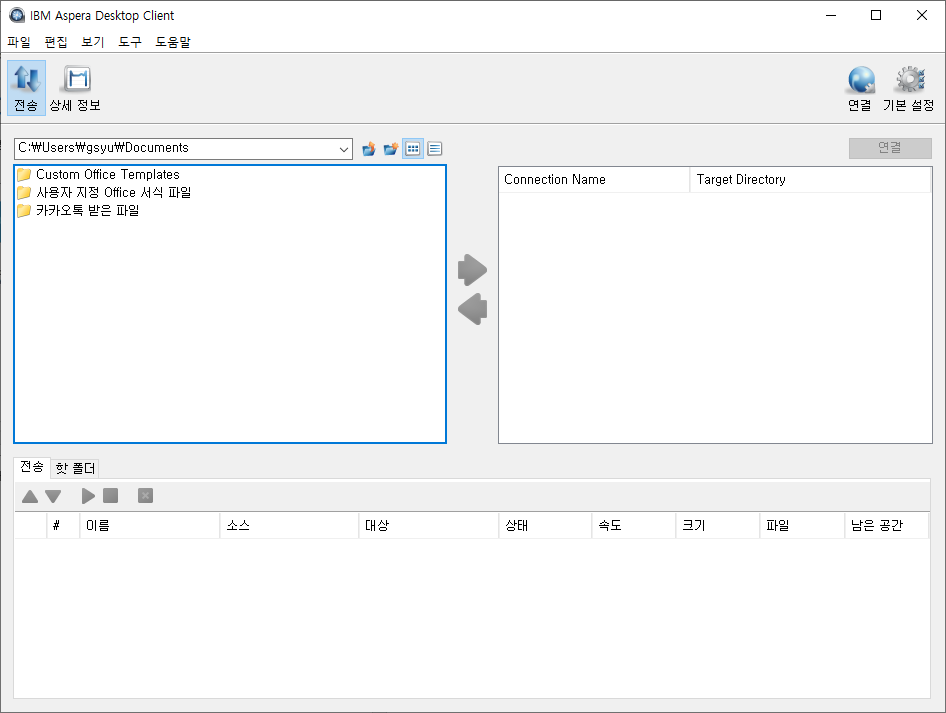 IBM Aspera Desktop Client
파일 편집 보기 도구 도움말
전송 상세 정보 연결 기본 설정
C:₩Users₩gsyu₩Documents 연결
Custom Office Templates
사용자 지정 Office 서식 파일
카카오톡 받은 파일
Connection Name Target Directory
전송 핫 폴더
# 이름 소스 대상 상태 속도 크기 파일 남은 공간